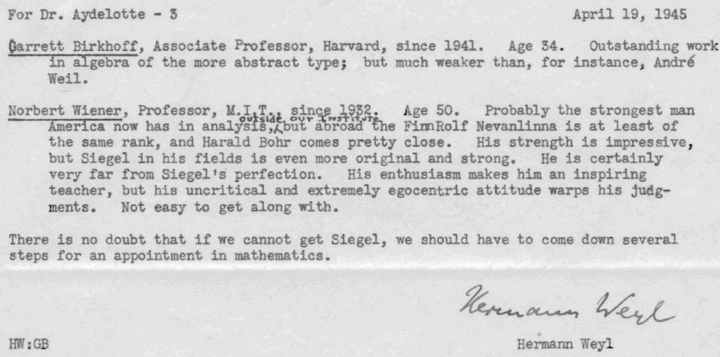 For Dr. Aydelotte - 3 April 19, 1945
Garrett Birkhoff, Associate Professor, Harvard, since 1941. Age 34. Outstanding work
in algebra of the more abstract type; but much weaker than, for instance, André
Weil.
Norbert Wiener, Professor, M.I.T., since 1932. Age 50. Probably the strongest man
outside our Institute
America now has in analysis, but abroad the Finn Rolf Nevanlinna is at least of
the same rank, and Harald Bohr comes pretty close. His strength is impressive,
but Siegel in his fields is even more original and strong. He is certainly
very far from Siegel's perfection. His enthusiasm makes him an inspiring
teacher, but his uncritical and extremely egocentric attitude warps his judg-
ments. Not easy to get along with.
There is no doubt that if we cannot get Siegel, we should have to come down several
steps for an appointment in mathematics.
Hermann Weyl
HW:GB Hermann Weyl